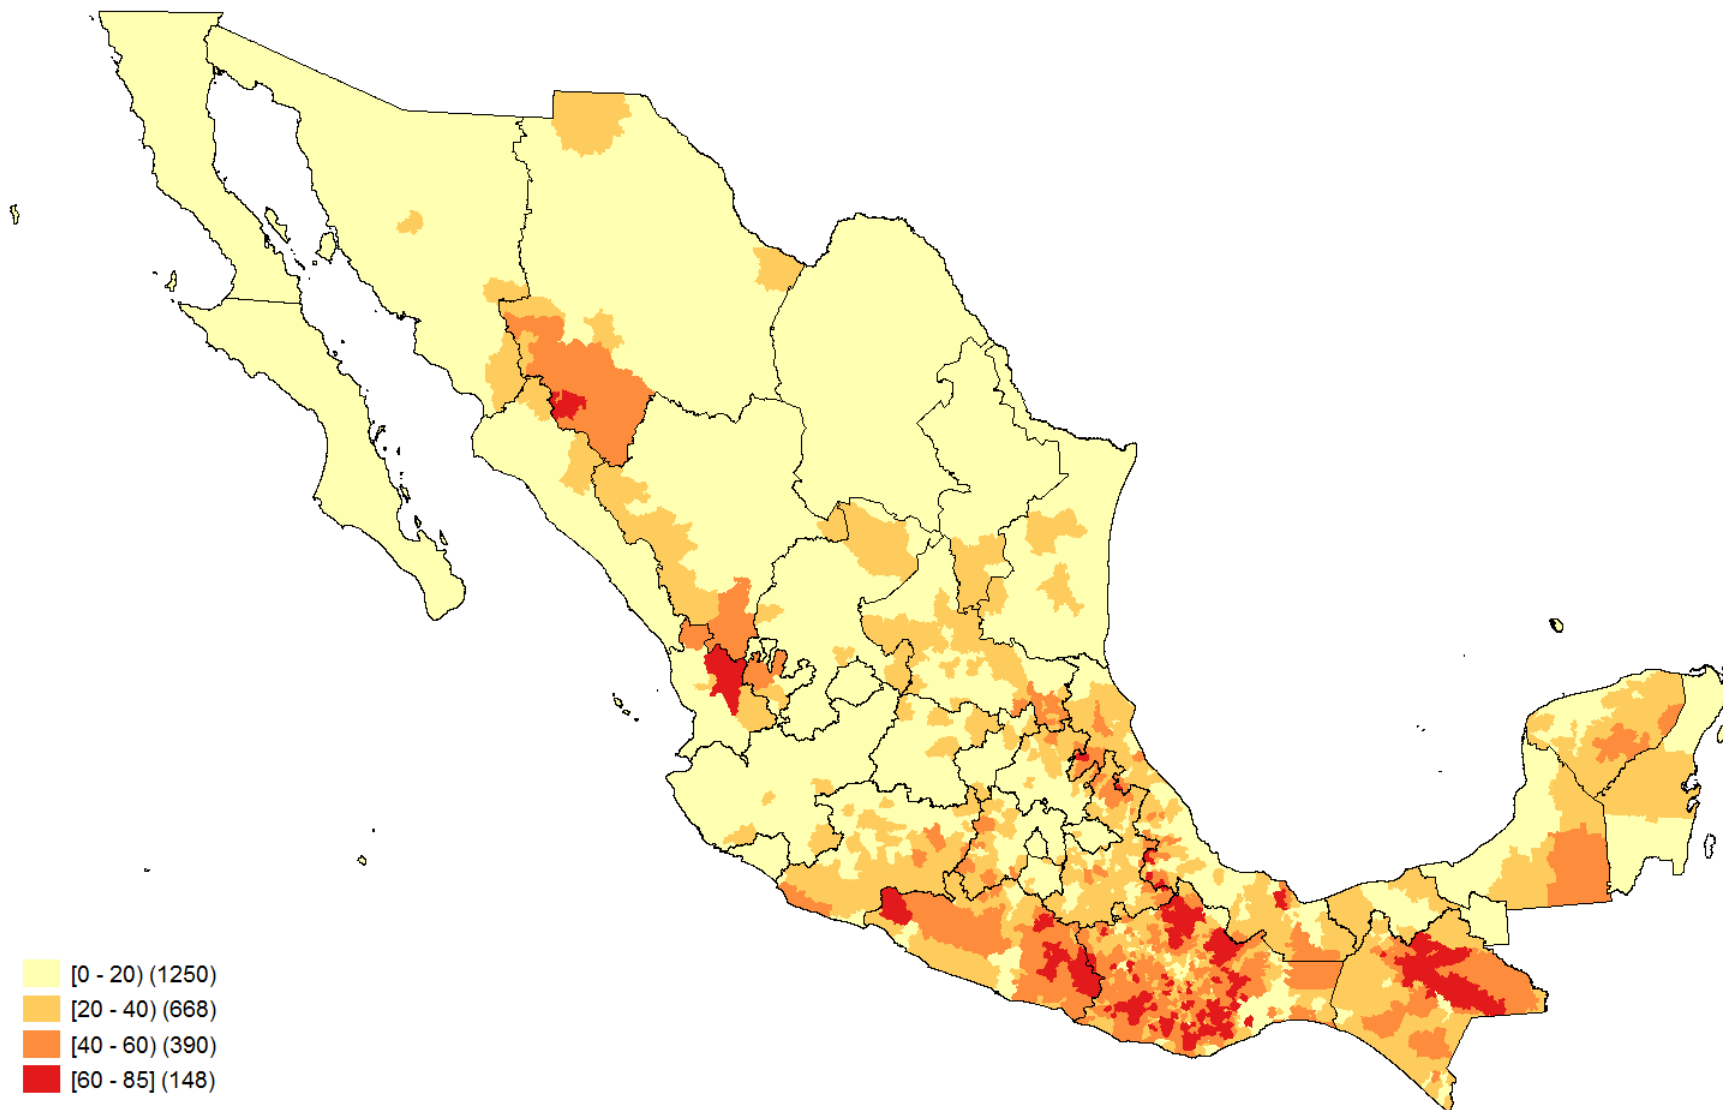 [0 - 20) (1250)
[20 - 40) (668)
[40 - 60) (390)
[60 - 85] (148)